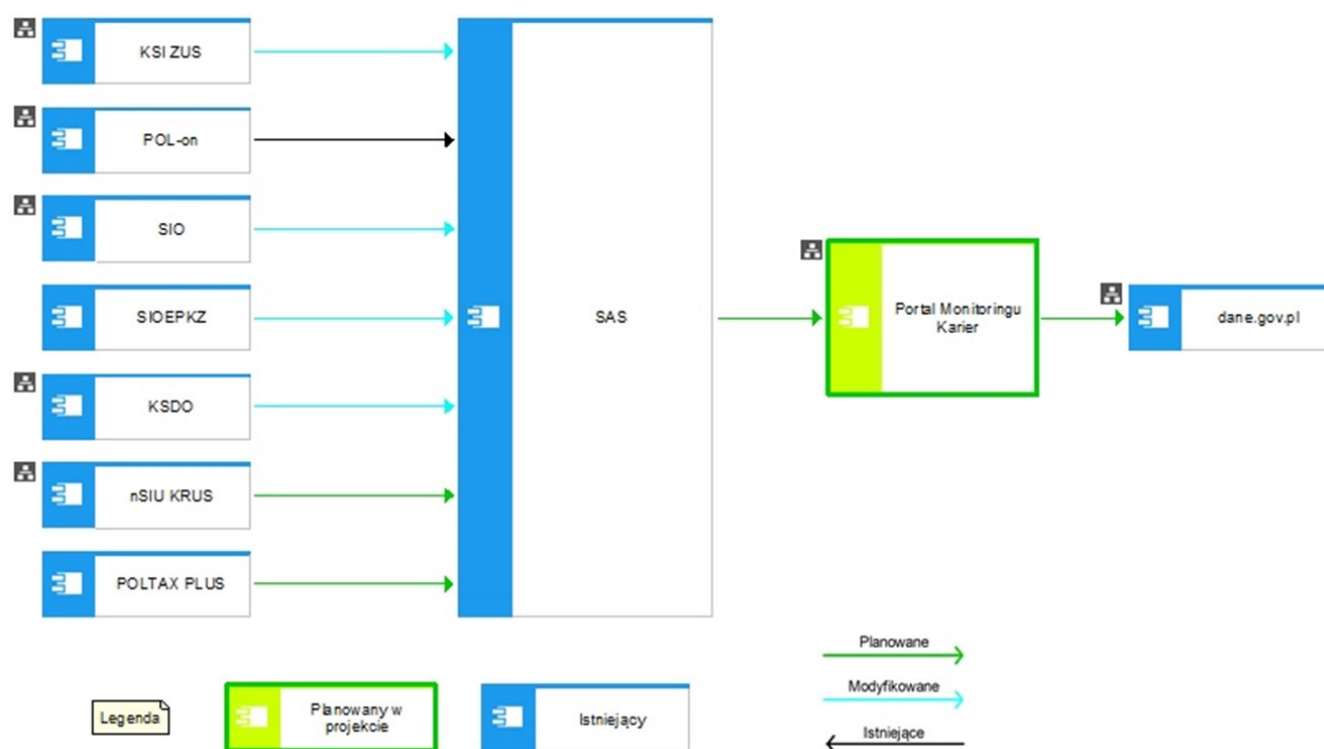 KSI ZUS
POL-on
SIO
SIOEPKZ
KSDO
nSIU KRUS
POLTAX PLUS
SAS
Portal Monitoringu
Karier
dane.gov.pl
Legenda
Planowany w
projekcie
Istniejący
Planowane
Modyfikowane
Istniejące